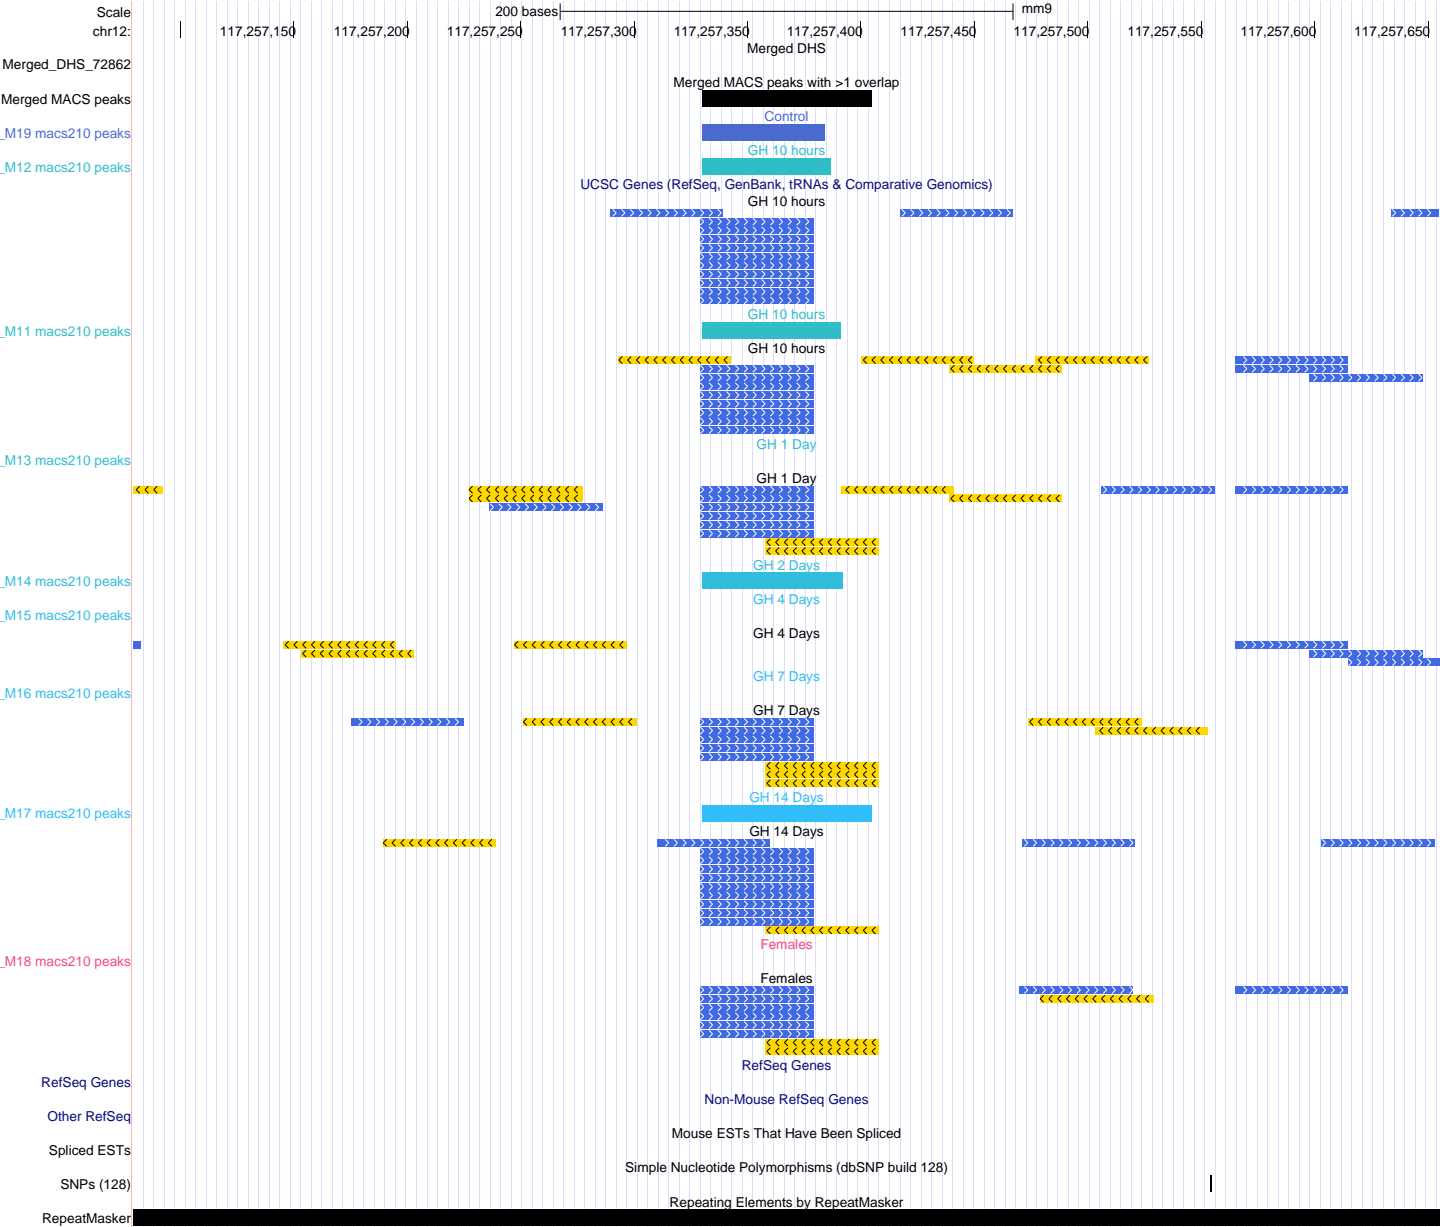 Scale 200 bases mm9
chr12: 117,257,150 117,257,200 117,257,250 117,257,300 117,257,350 117,257,400 117,257,450 117,257,500 117,257,550 117,257,600 117,257,650
Merged DHS
Merged_DHS_72862
Merged MACS peaks with >1 overlap
Merged MACS peaks
Control
_M19 macs210 peaks
GH 10 hours
_M12 macs210 peaks
UCSC Genes (RefSeq, GenBank, tRNAs & Comparative Genomics)
GH 10 hours
GH 10 hours
_M11 macs210 peaks
GH 10 hours
GH 1 Day
_M13 macs210 peaks
GH 1 Day
GH 2 Days
_M14 macs210 peaks
GH 4 Days
_M15 macs210 peaks
GH 4 Days
GH 7 Days
_M16 macs210 peaks
GH 7 Days
GH 14 Days
_M17 macs210 peaks
GH 14 Days
Females
_M18 macs210 peaks
Females
RefSeq Genes
RefSeq Genes
Non-Mouse RefSeq Genes
Other RefSeq
Mouse ESTs That Have Been Spliced
Spliced ESTs
Simple Nucleotide Polymorphisms (dbSNP build 128)
SNPs (128)
Repeating Elements by RepeatMasker
RepeatMasker